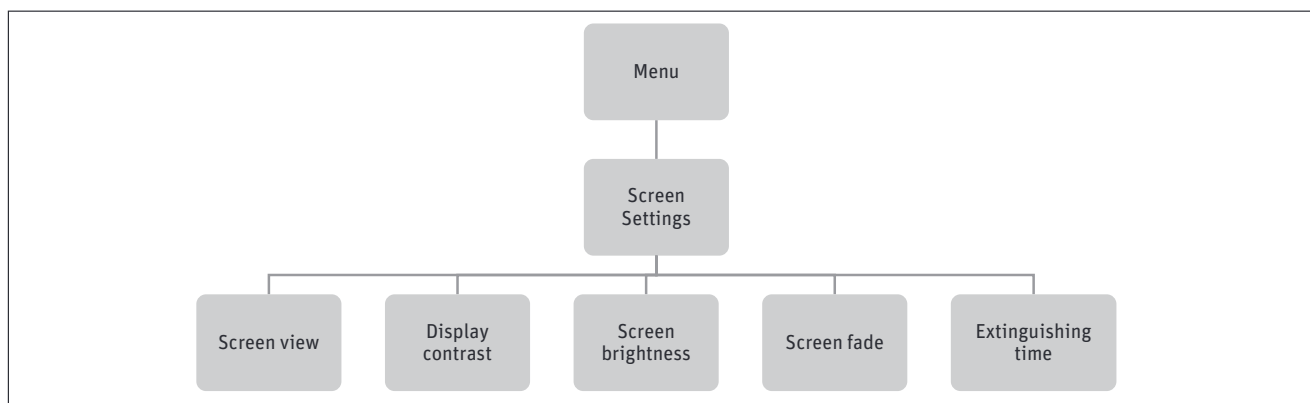 Menu
Screen
Settings
Screen view
Display
contrast
Screen
brightness
Screen fade
Extinguishing
time